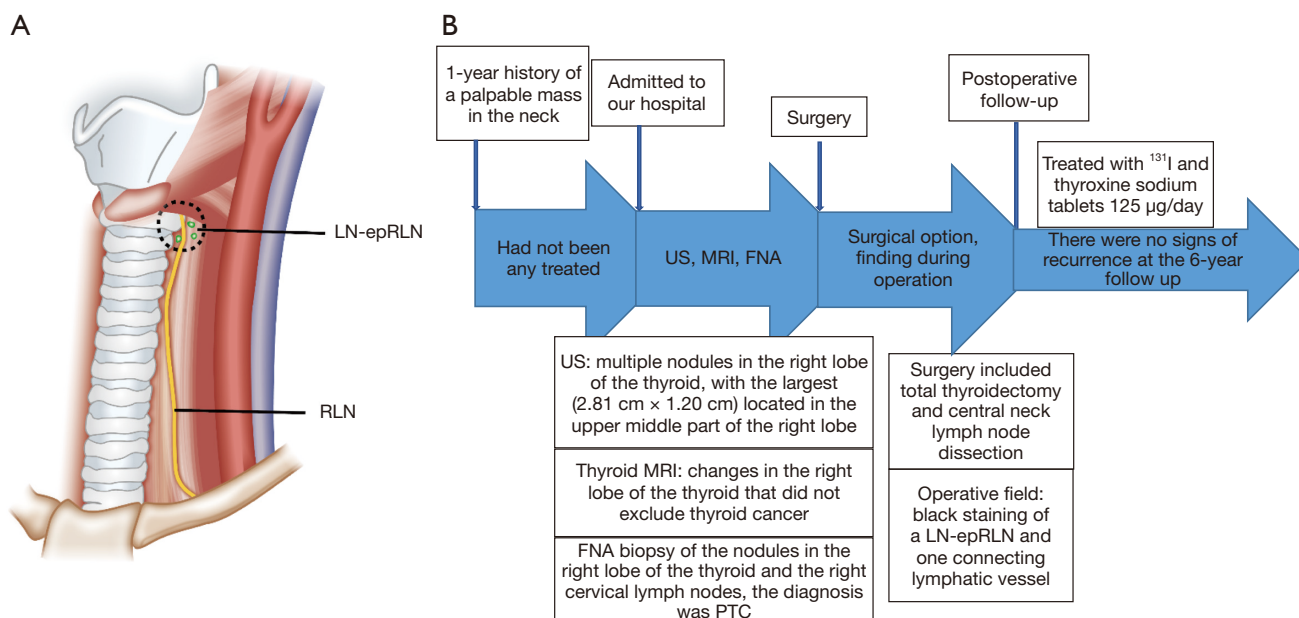 A
LN-epRLN
RLN
B
1-year history of
a palpable mass
in the neck
Admitted to
our hospital
Surgery
Postoperative
follow-up
Treated with ¹³¹I and
thyroxine sodium
tablets 125 µg/day
Had not been
any treated
US, MRI, FNA
Surgical option,
finding during
operation
There were no signs of
recurrence at the 6-year
follow up
US: multiple nodules in the right lobe
of the thyroid, with the largest
(2.81 cm × 1.20 cm) located in the
upper middle part of the right lobe
Thyroid MRI: changes in the right
lobe of the thyroid that did not
exclude thyroid cancer
FNA biopsy of the nodules in the
right lobe of the thyroid and the right
cervical lymph nodes, the diagnosis
was PTC
Surgery included
total thyroidectomy
and central neck
lymph node
dissection
Operative field:
black staining of
a LN-epRLN and
one connecting
lymphatic vessel